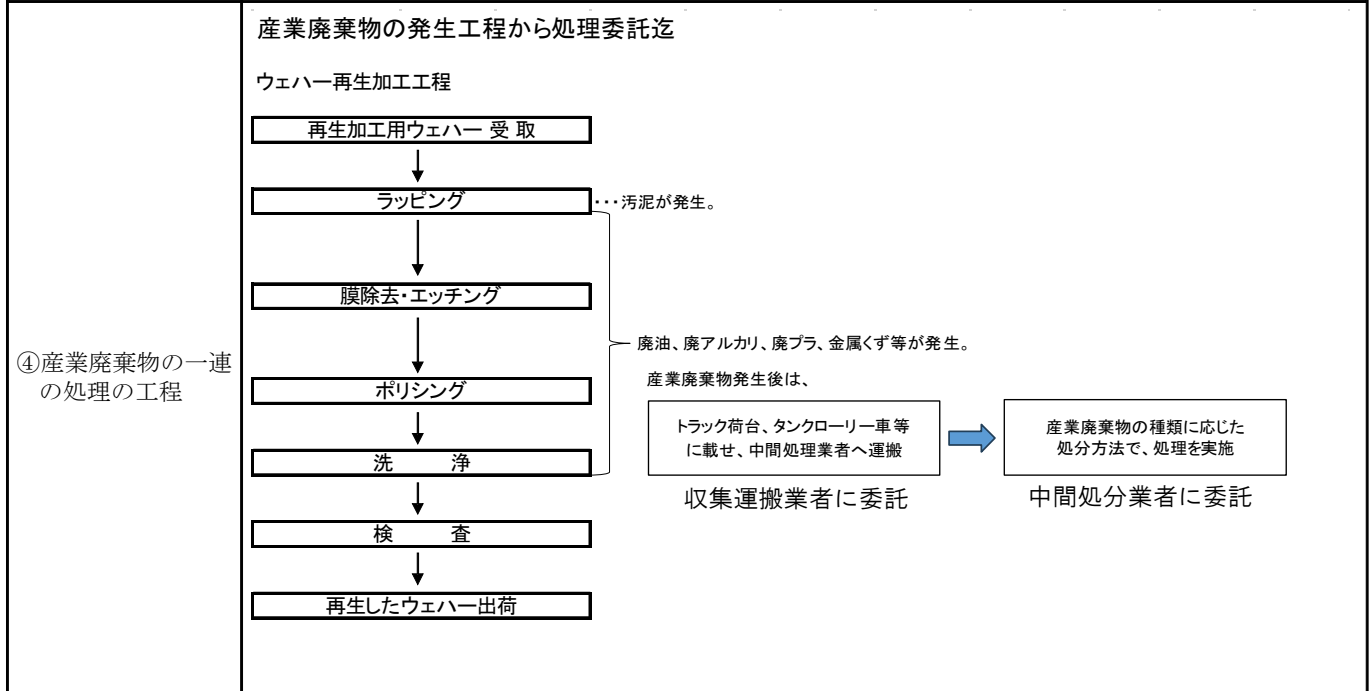 ④産業廃棄物の一連
の処理の工程
産業廃棄物の発生工程から処理委託迄
ウェハー再生加工工程
再生加工用ウェハー 受 取
ラッピング
・・・汚泥が発生。
膜除去・エッチング
廃油、廃アルカリ、廃プラ、金属くず等が発生。
産業廃棄物発生後は、
ポリシング
トラック荷台、タンクローリー車等
に載せ、中間処理業者へ運搬
産業廃棄物の種類に応じた
処分方法で、処理を実施
洗 浄
収集運搬業者に委託
中間処分業者に委託
検 査
再生したウェハー出荷